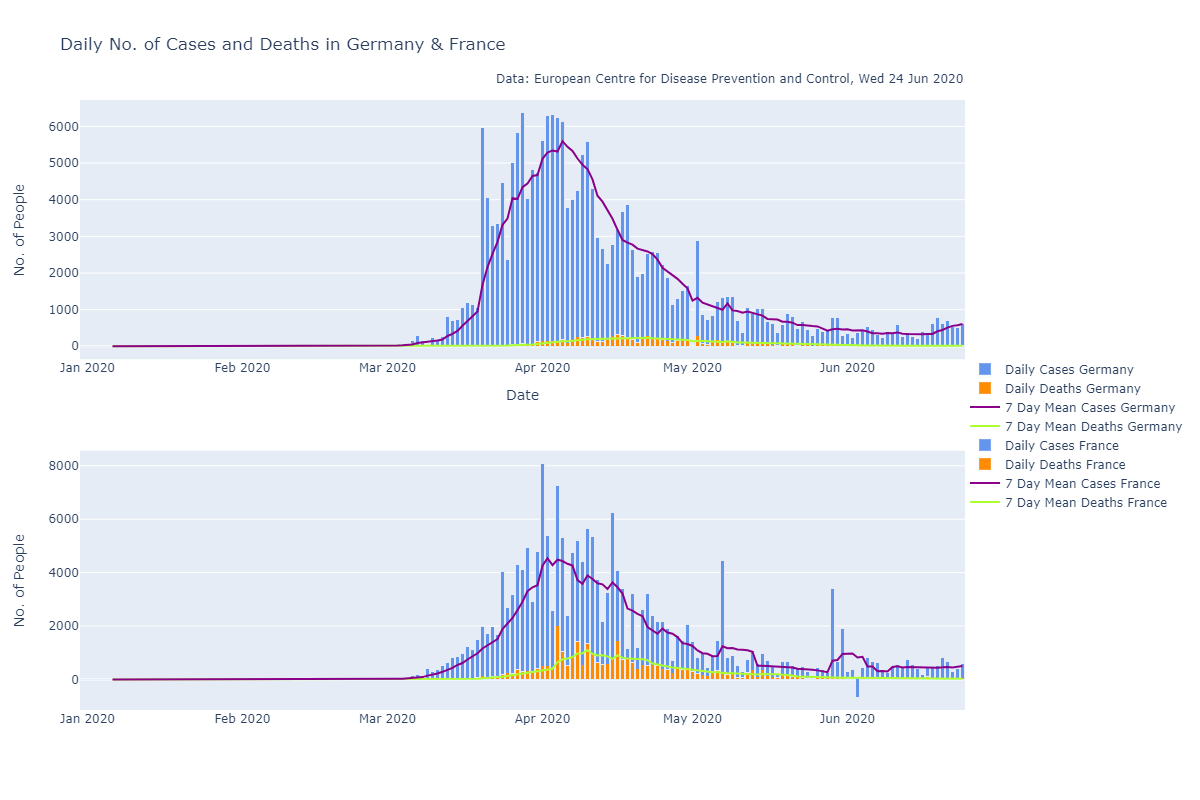 Daily No. of Cases and Deaths in Germany & France
Data: European Centre for Disease Prevention and Control, Wed 24 Jun 2020
6000
5000
4000
3000
2000
1000
0
No. of People
Jan 2020 Feb 2020 Mar 2020 Apr 2020 May 2020 Jun 2020
Date
Daily Cases Germany
Daily Deaths Germany
7 Day Mean Cases Germany
7 Day Mean Deaths Germany
Daily Cases France
Daily Deaths France
7 Day Mean Cases France
7 Day Mean Deaths France
8000
6000
4000
2000
0
No. of People
Jan 2020 Feb 2020 Mar 2020 Apr 2020 May 2020 Jun 2020